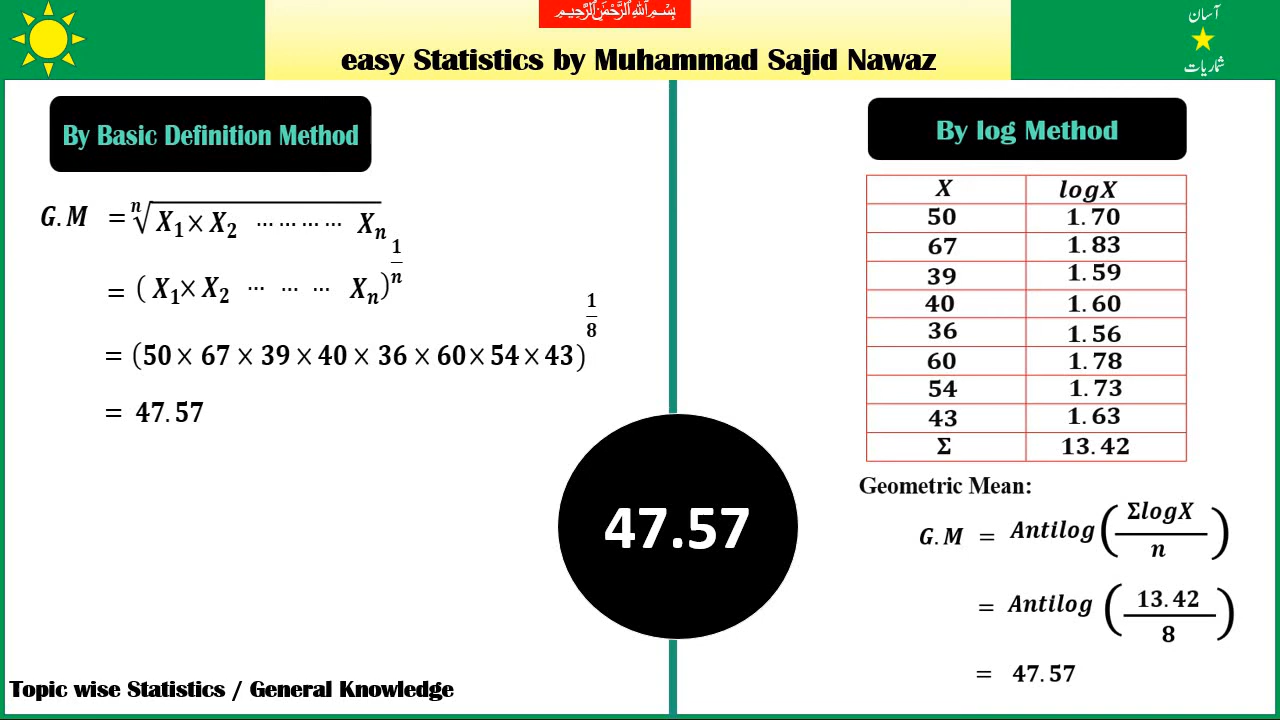 بِسْمِ اللهِ الرَّحْمٰنِ الرَّحِيْمِ
easy Statistics by Muhammad Sajid Nawaz
آسان
شماریات
By Basic Definition Method
G.M = ⁿ√(X₁ × X₂ ………… Xₙ)
= ( X₁ × X₂ … … … Xₙ)^(1/n)
= (50 × 67 × 39 × 40 × 36 × 60 × 54 × 43)^(1/8)
= 47.57
47.57
By log Method
X logX
50 1.70
67 1.83
39 1.59
40 1.60
36 1.56
60 1.78
54 1.73
43 1.63
Σ 13.42
Geometric Mean:
G.M = Antilog (ΣlogX / n)
= Antilog (13.42 / 8)
= 47.57
Topic wise Statistics / General Knowledge